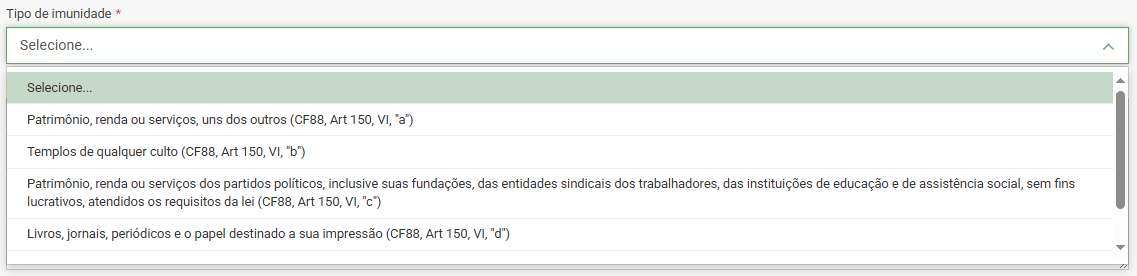 Tipo de imunidade *
Selecione...
Selecione...
Patrimônio, renda ou serviços, uns dos outros (CF88, Art 150, VI, "a")
Templos de qualquer culto (CF88, Art 150, VI, "b")
Patrimônio, renda ou serviços dos partidos políticos, inclusive suas fundações, das entidades sindicais dos trabalhadores, das instituições de educação e de assistência social, sem fins
lucrativos, atendidos os requisitos da lei (CF88, Art 150, VI, "c")
Livros, jornais, periódicos e o papel destinado a sua impressão (CF88, Art 150, VI, "d")